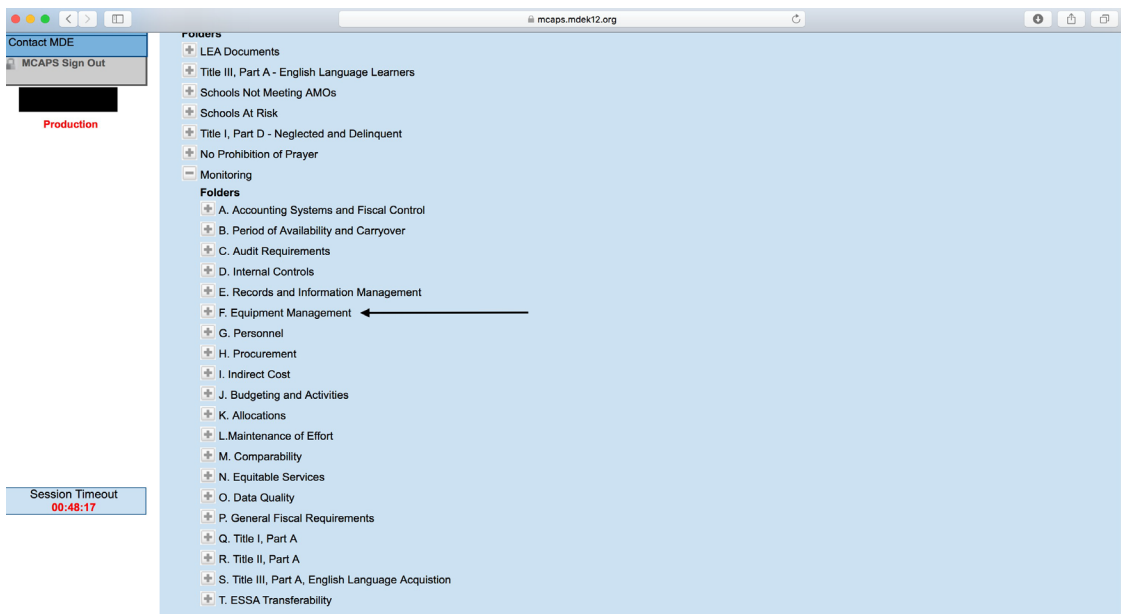 mcaps.mdek12.org
Contact MDE
MCAPS Sign Out
Production
Session Timeout
00:48:17
Folders
LEA Documents
Title III, Part A - English Language Learners
Schools Not Meeting AMOs
Schools At Risk
Title I, Part D - Neglected and Delinquent
No Prohibition of Prayer
Monitoring
Folders
A. Accounting Systems and Fiscal Control
B. Period of Availability and Carryover
C. Audit Requirements
D. Internal Controls
E. Records and Information Management
F. Equipment Management
G. Personnel
H. Procurement
I. Indirect Cost
J. Budgeting and Activities
K. Allocations
L.Maintenance of Effort
M. Comparability
N. Equitable Services
O. Data Quality
P. General Fiscal Requirements
Q. Title I, Part A
R. Title II, Part A
S. Title III, Part A, English Language Acquistion
T. ESSA Transferability